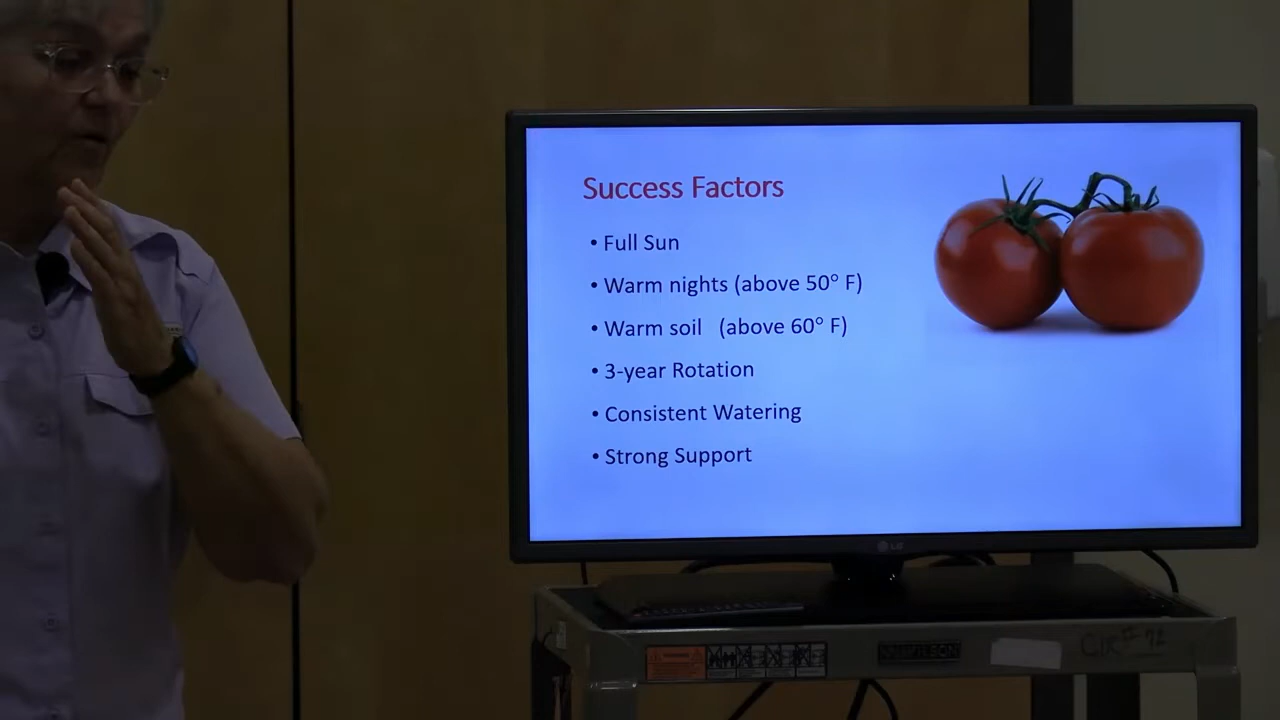 Success Factors
• Full Sun
• Warm nights (above 50° F)
• Warm soil (above 60° F)
• 3-year Rotation
• Consistent Watering
• Strong Support
LG